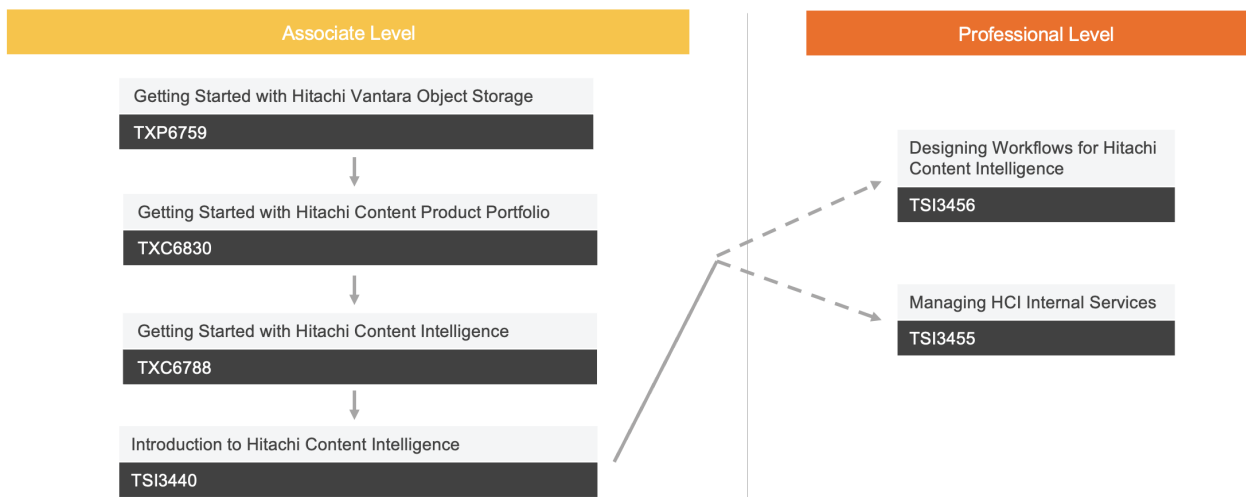 Associate Level
Getting Started with Hitachi Vantara Object Storage
TXP6759
Getting Started with Hitachi Content Product Portfolio
TXC6830
Getting Started with Hitachi Content Intelligence
TXC6788
Introduction to Hitachi Content Intelligence
TSI3440
Professional Level
Designing Workflows for Hitachi
Content Intelligence
TSI3456
Managing HCI Internal Services
TSI3455